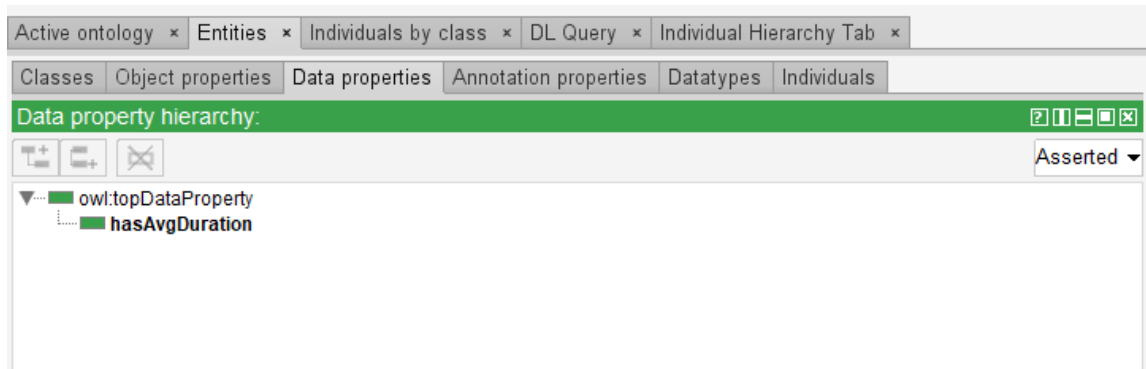 Active ontology × Entities × Individuals by class × DL Query × Individual Hierarchy Tab ×
Classes Object properties Data properties Annotation properties Datatypes Individuals
Data property hierarchy:
Asserted
owl:topDataProperty
hasAvgDuration